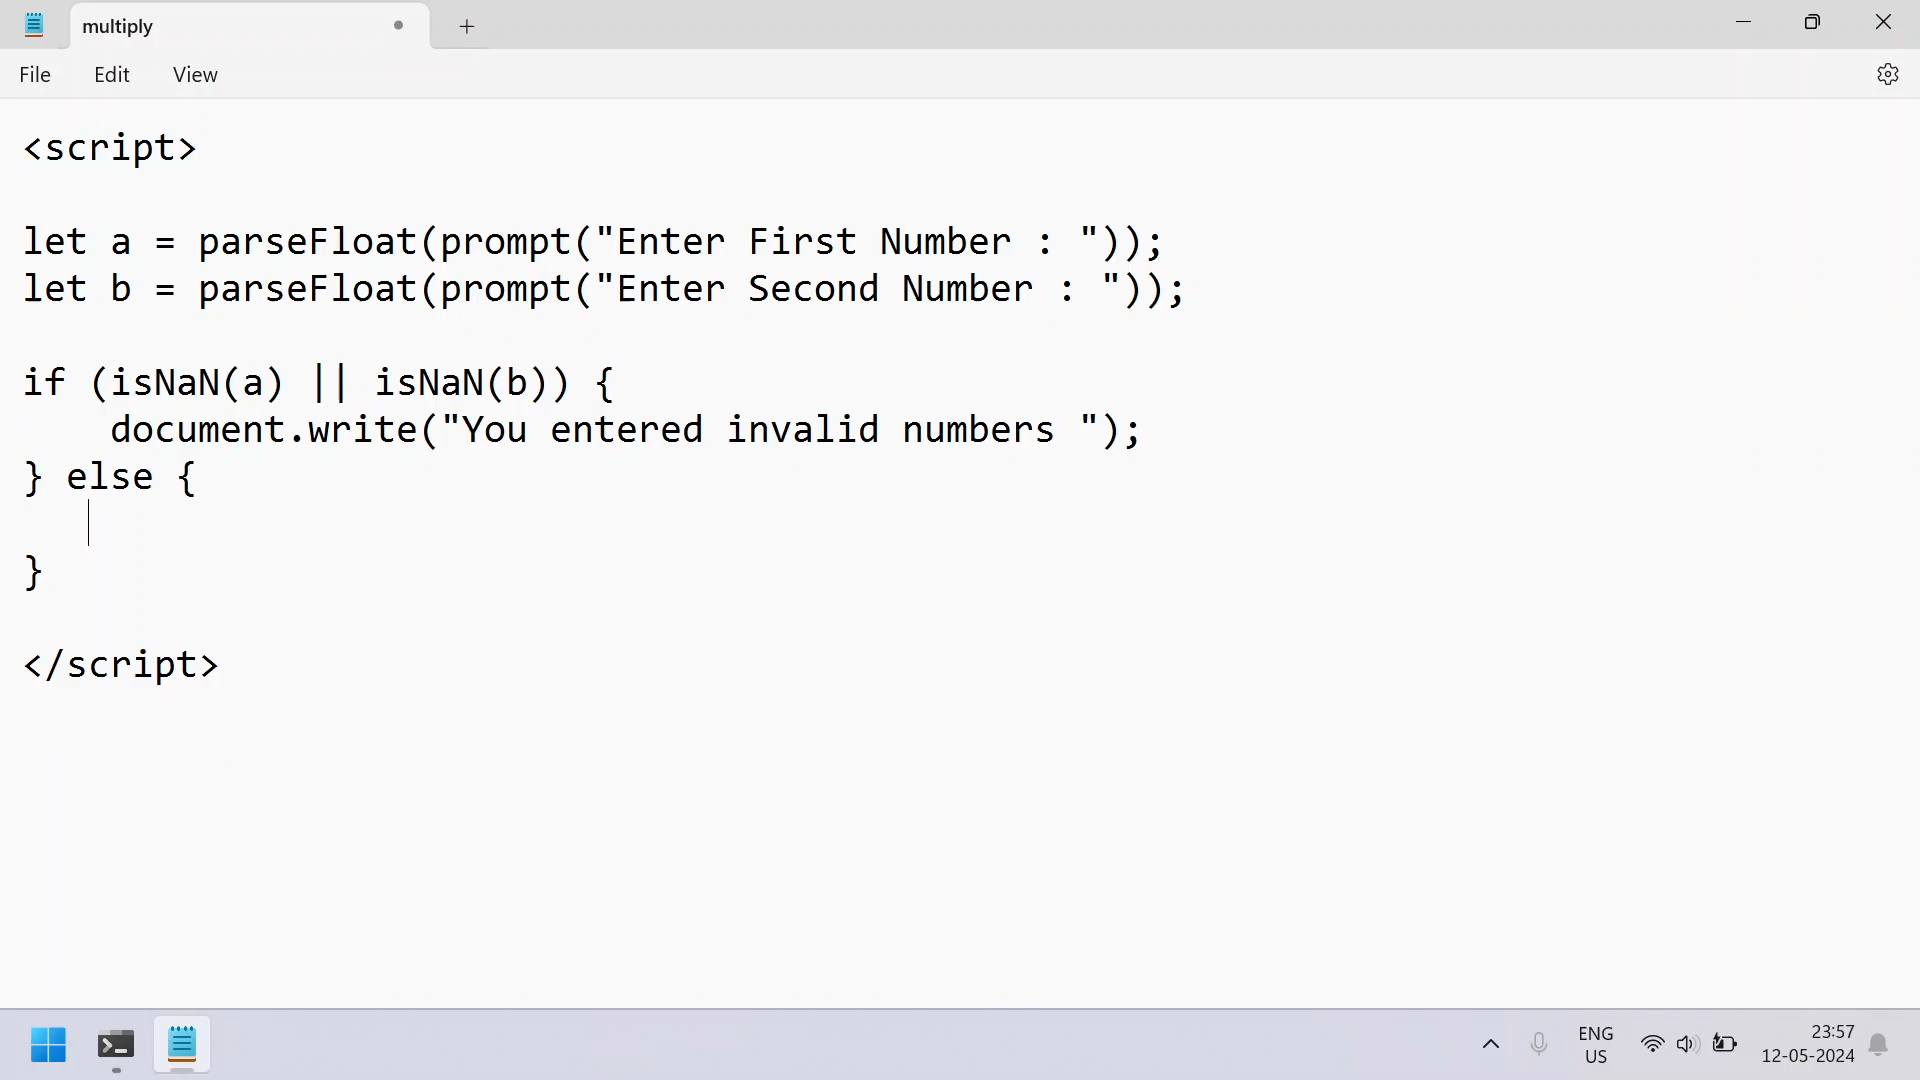 multiply
File Edit View
<script>
let a = parseFloat(prompt("Enter First Number : "));
let b = parseFloat(prompt("Enter Second Number : "));
if (isNaN(a) || isNaN(b)) {
    document.write("You entered invalid numbers ");
} else {
}
</script>
ENG
US
23:57
12-05-2024